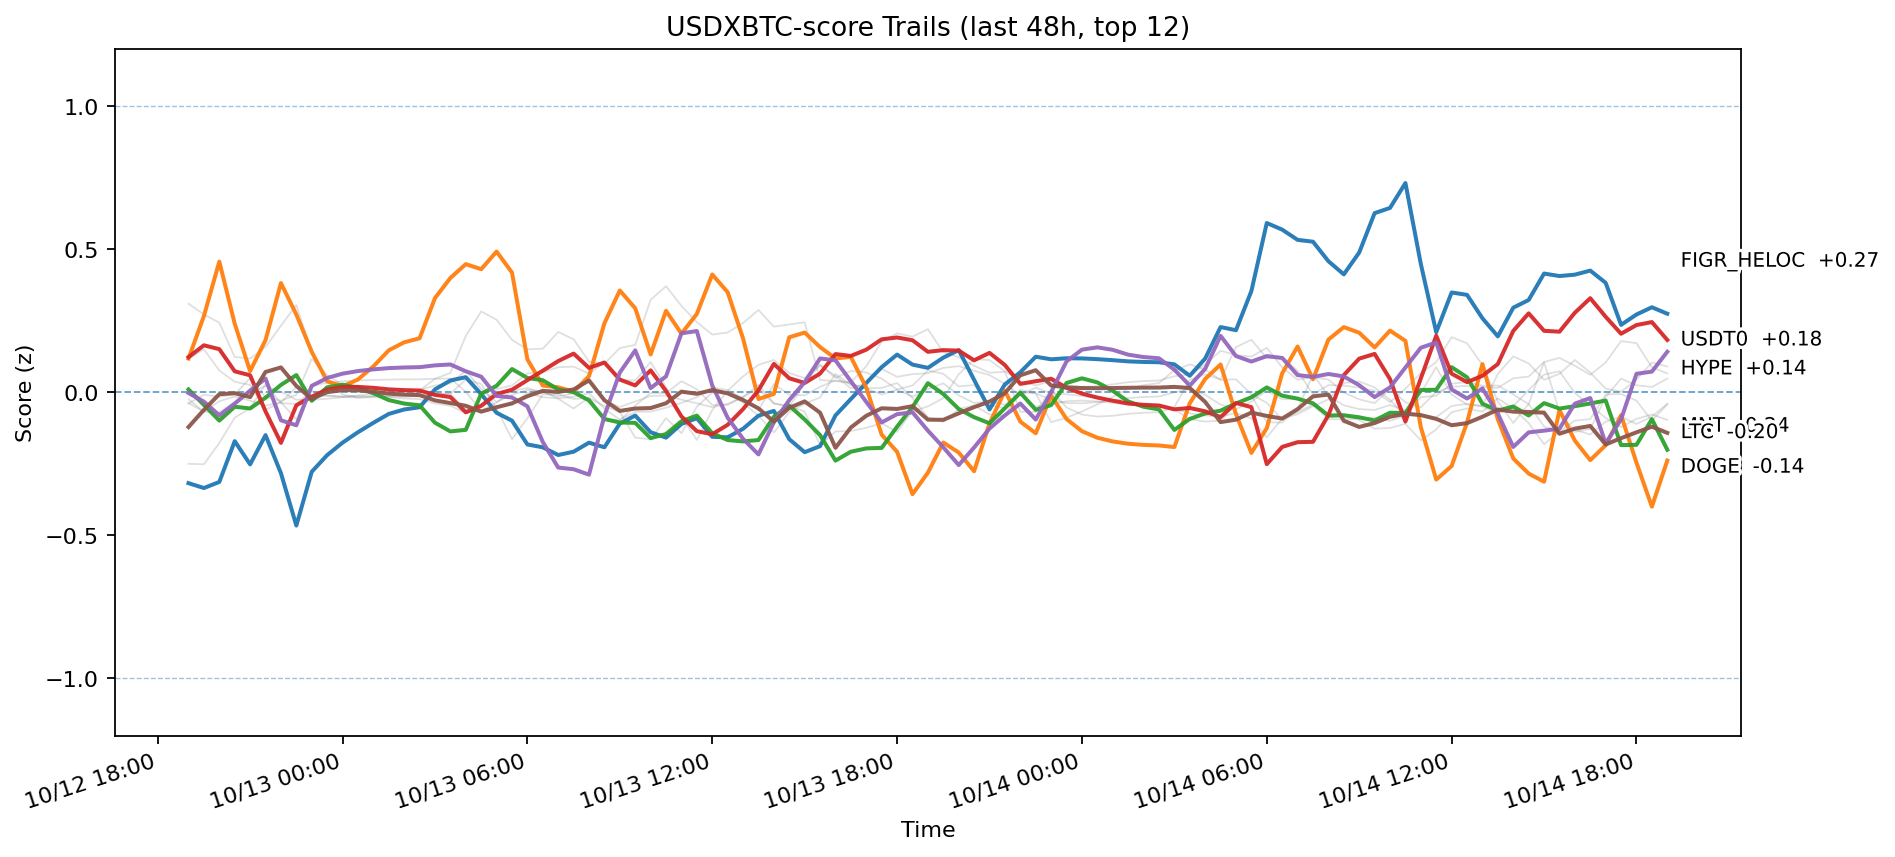 USDXBTC-score Trails (last 48h, top 12)
Score (z)
1.0
0.5
0.0
−0.5
−1.0
FIGR_HELOC +0.27
USDT0 +0.18
HYPE +0.14
LTC -0.20
DOGE -0.14
10/12 18:00
10/13 00:00
10/13 06:00
10/13 12:00
10/13 18:00
10/14 00:00
10/14 06:00
10/14 12:00
10/14 18:00
Time